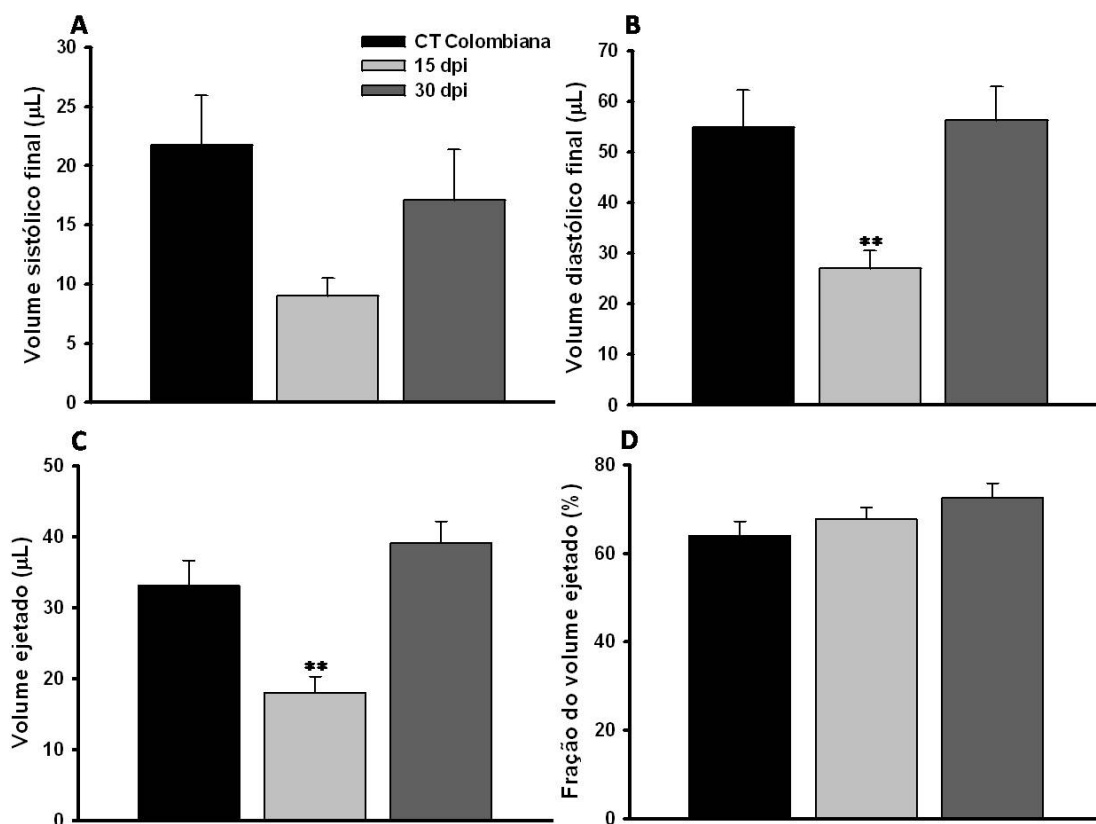 A
Volume sistólico final (µL)
30
25
20
15
10
5
0
CT Colombiana
15 dpi
30 dpi
B
Volume diastólico final (µL)
70
60
50
40
30
20
10
0
**
C
Volume ejetado (µL)
50
40
30
20
10
0
**
D
Fração do volume ejetado (%)
80
60
40
20
0